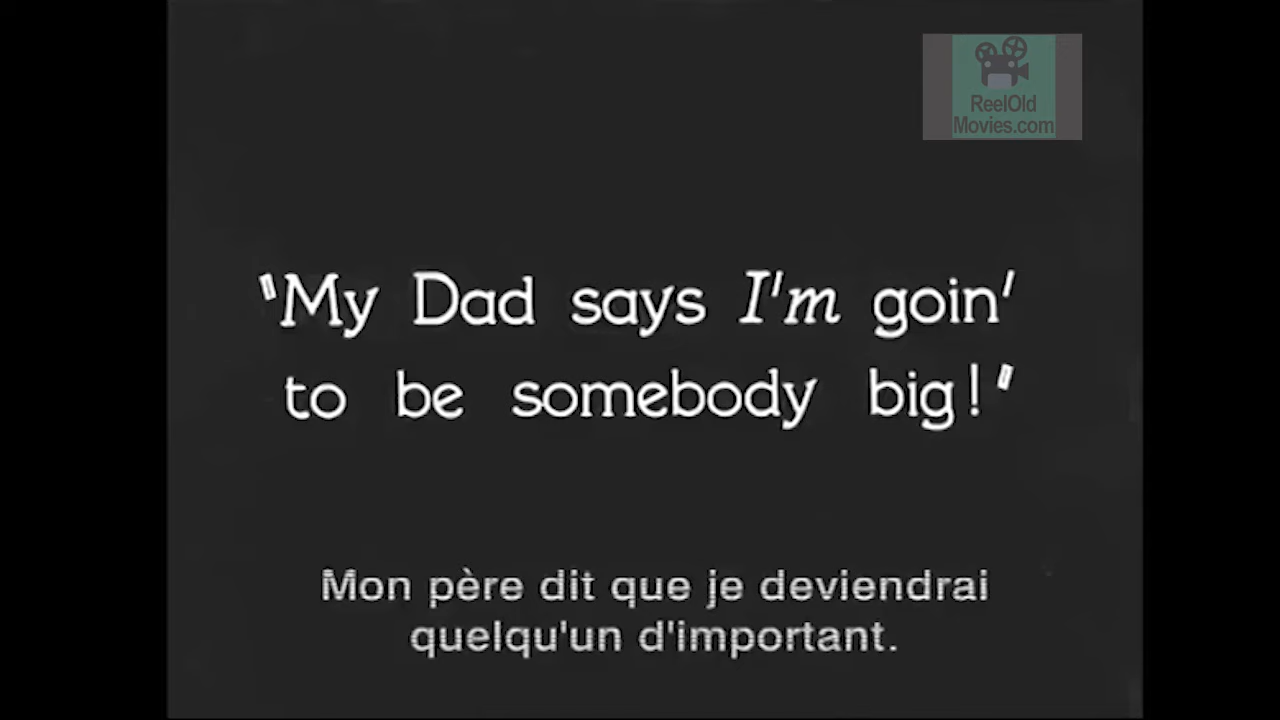 ReelOld
Movies.com
"My Dad says I'm goin'
to be somebody big!"
Mon père dit que je deviendrai
quelqu'un d'important.